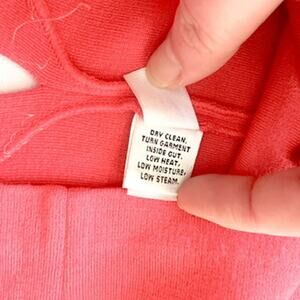 DRY CLEAN,
TURN GARMENT
INSIDE OUT,
LOW HEAT,
LOW MOISTURE,
LOW STEAM.